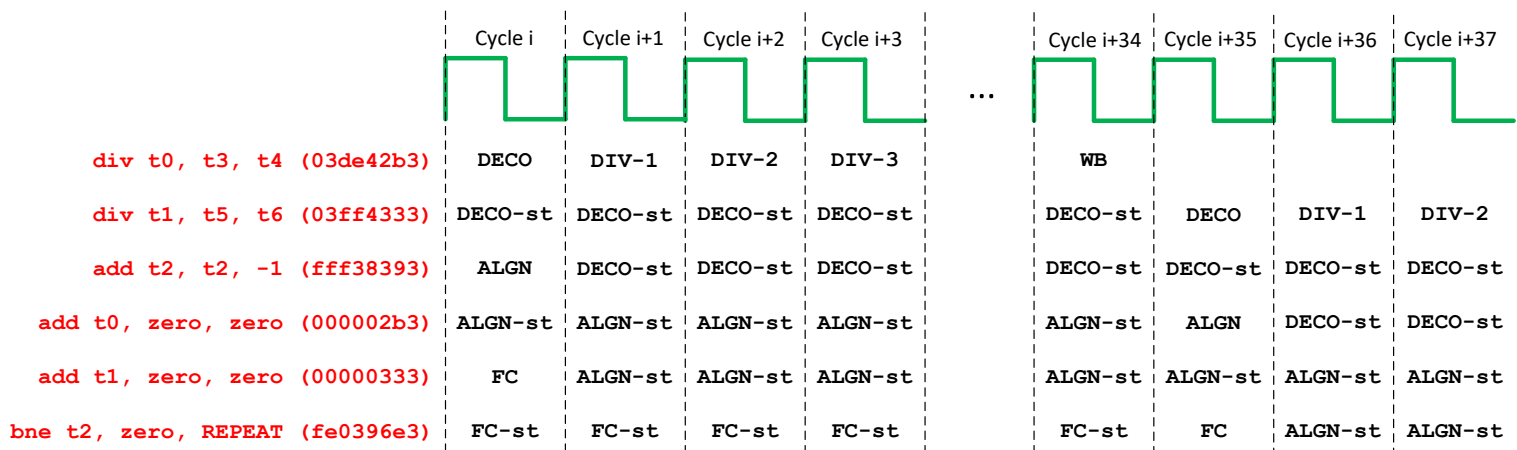 Cycle i Cycle i+1 Cycle i+2 Cycle i+3 Cycle i+34 Cycle i+35 Cycle i+36 Cycle i+37
...
div t0, t3, t4 (03de42b3) DECO DIV-1 DIV-2 DIV-3 WB
div t1, t5, t6 (03ff4333) DECO-st DECO-st DECO-st DECO-st DECO-st DECO DIV-1 DIV-2
add t2, t2, -1 (fff38393) ALGN DECO-st DECO-st DECO-st DECO-st DECO-st DECO-st DECO-st
add t0, zero, zero (000002b3) ALGN-st ALGN-st ALGN-st ALGN-st ALGN-st ALGN DECO-st DECO-st
add t1, zero, zero (00000333) FC ALGN-st ALGN-st ALGN-st ALGN-st ALGN-st ALGN-st ALGN-st
bne t2, zero, REPEAT (fe0396e3) FC-st FC-st FC-st FC-st FC-st FC ALGN-st ALGN-st